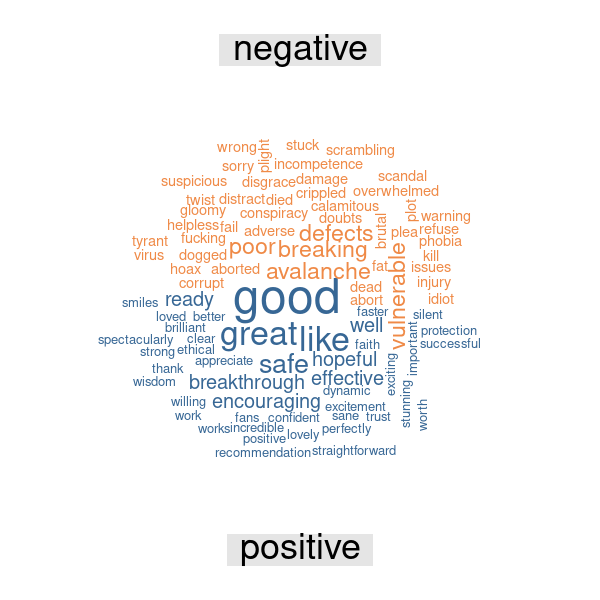 negative
wrong plight stuck scrambling
sorry incompetence
suspicious disgrace damage scandal
crippled overwhelmed
twist distract died calamitous plot
gloomy conspiracy doubts brutal warning
helpless fail adverse defects plea refuse
tyrant fucking poor breaking phobia
virus dogged vulnerable kill
hoax aborted avalanche fat issues
corrupt dead injury
good abort idiot
smiles ready
loved better faster silent
brilliant great like well protection
spectacularly clear faith successful
strong ethical important
appreciate safe hopeful exciting
thank
wisdom breakthrough effective
willing dynamic stunning
encouraging excitement worth
work fans confident sane trust
works incredible perfectly
positive lovely
recommendation straightforward
positive